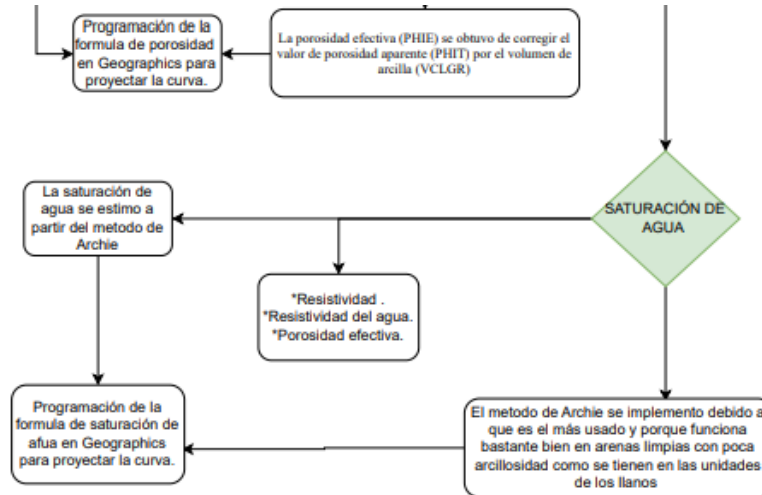 Programación de la
formula de porosidad
en Geographics para
proyectar la curva.
La porosidad efectiva (PHIE) se obtuvo de corregir el
valor de porosidad aparente (PHIT) por el volumen de
arcilla (VCLGR)
La saturación de
agua se estimo a
partir del metodo de
Archie
SATURACIÓN DE
AGUA
*Resistividad .
*Resistividad del agua.
*Porosidad efectiva.
Programación de la
formula de saturación de
afua en Geographics
para proyectar la curva.
El metodo de Archie se implemento debido a
que es el más usado y porque funciona
bastante bien en arenas limpias con poca
arcillosidad como se tienen en las unidades
de los llanos